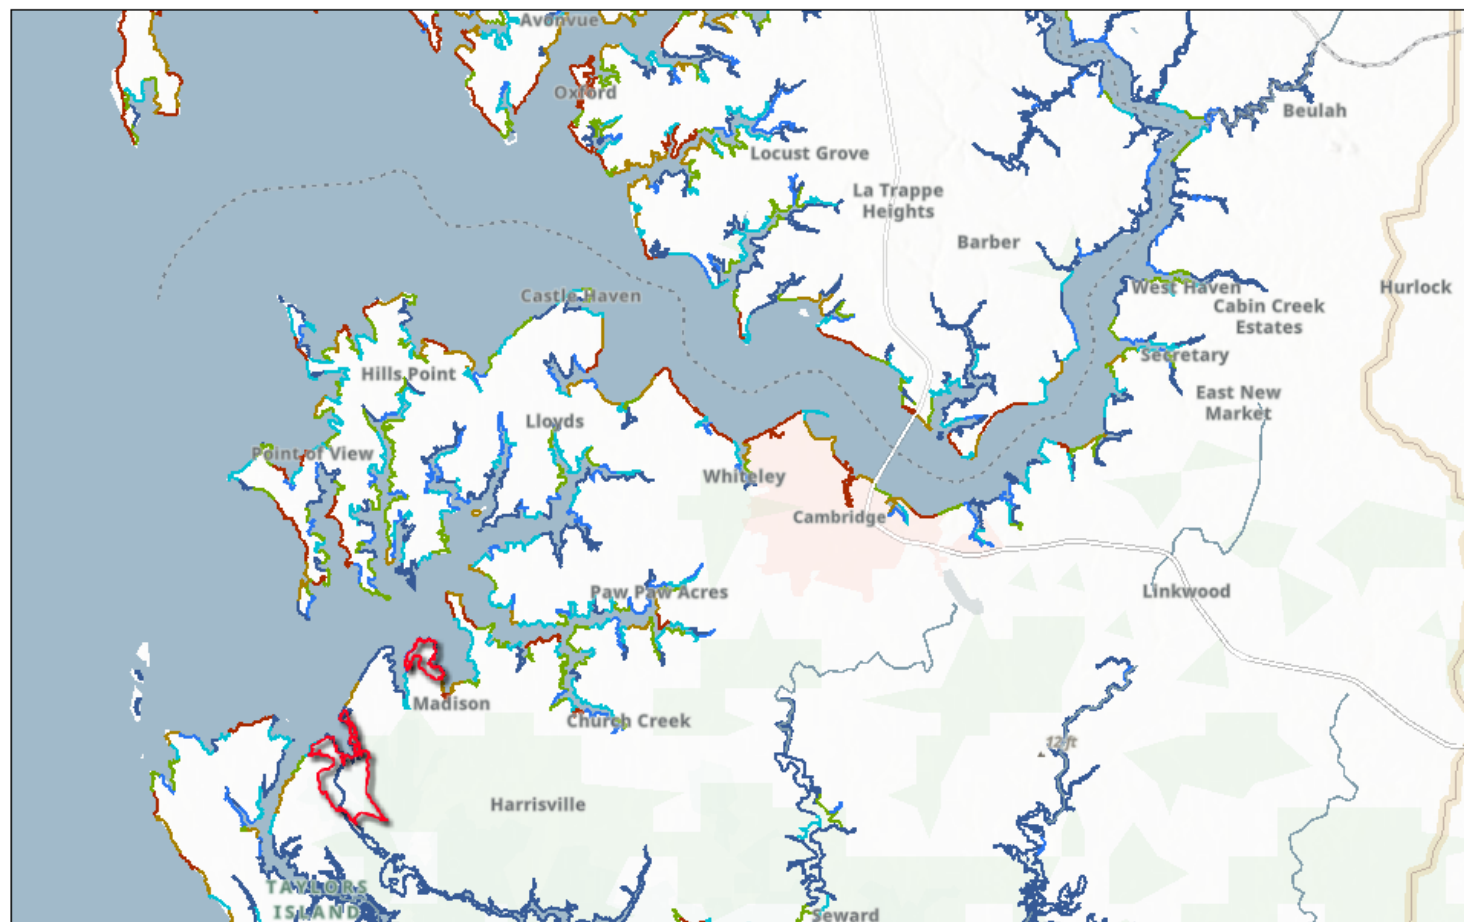 Avonvue
Oxford
Beulah
Locust Grove
La Trappe
Heights
Barber
West Haven
Hurlock
Castle Haven
Cabin Creek
Estates
Secretary
Hills Point
East New
Market
Lloyds
Point of View
Whiteley
Cambridge
Paw Paw Acres
Linkwood
Madison
Church Creek
12 ft
Harrisville
TAYLORS
ISLAND
Seward